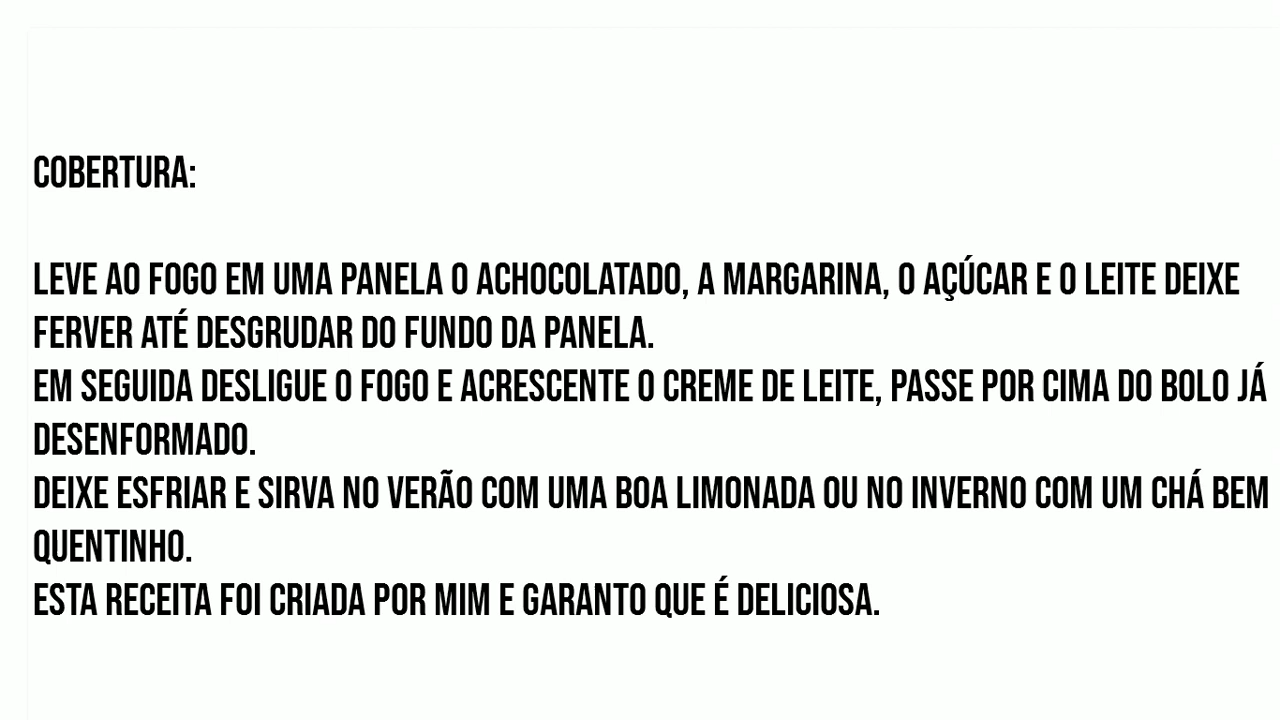 COBERTURA:
LEVE AO FOGO EM UMA PANELA O ACHOCOLATADO, A MARGARINA, O AÇÚCAR E O LEITE DEIXE
FERVER ATÉ DESGRUDAR DO FUNDO DA PANELA.
EM SEGUIDA DESLIGUE O FOGO E ACRESCENTE O CREME DE LEITE, PASSE POR CIMA DO BOLO JÁ
DESENFORMADO.
DEIXE ESFRIAR E SIRVA NO VERÃO COM UMA BOA LIMONADA OU NO INVERNO COM UM CHÁ BEM
QUENTINHO.
ESTA RECEITA FOI CRIADA POR MIM E GARANTO QUE É DELICIOSA.